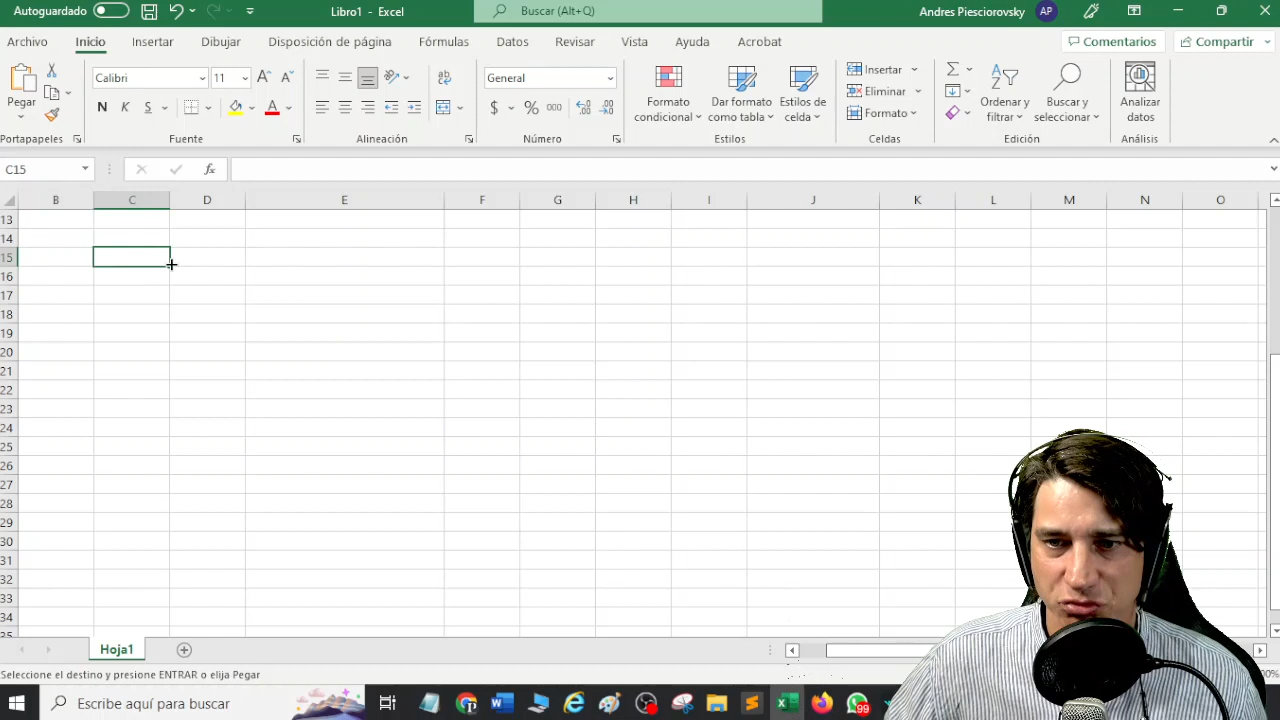 Autoguardado
Libro1 - Excel
Buscar (Alt+Q)
Andres Piesciorovsky AP
Archivo Inicio Insertar Dibujar Disposición de página Fórmulas Datos Revisar Vista Ayuda Acrobat Comentarios Compartir
Pegar
Calibri 11
General
Formato condicional
Dar formato como tabla
Estilos de celda
Insertar
Eliminar
Formato
Ordenar y filtrar
Buscar y seleccionar
Analizar datos
N K S
$ % 000
Portapapeles Fuente Alineación Número Estilos Celdas Edición Análisis
C15 fx
B C D E F G H I J K L M N O
13
14
15
16
17
18
19
20
21
22
23
24
25
26
27
28
29
30
31
32
33
34
Hoja1
Seleccione el destino y presione ENTRAR o elija Pegar
Escribe aquí para buscar
99